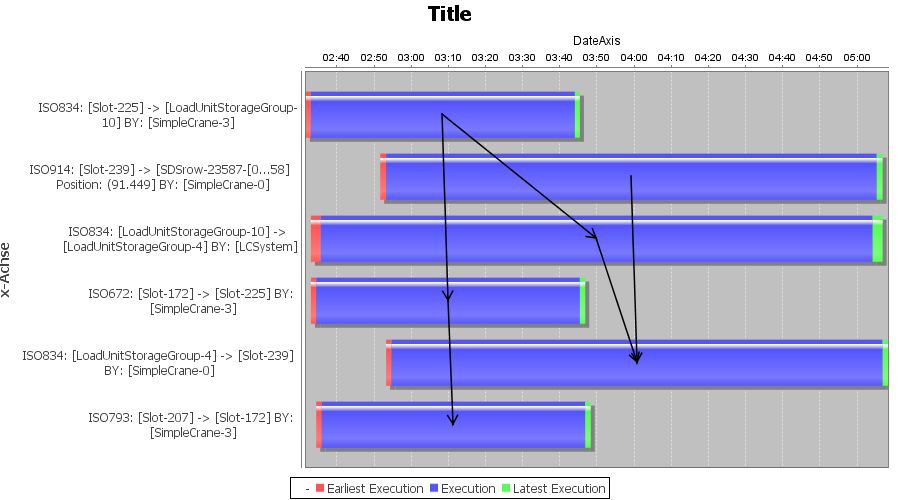 Title
DateAxis
02:40 02:50 03:00 03:10 03:20 03:30 03:40 03:50 04:00 04:10 04:20 04:30 04:40 04:50 05:00
x-Achse
ISO834: [Slot-225] -> [LoadUnitStorageGroup-
10] BY: [SimpleCrane-3]
ISO914: [Slot-239] -> [SDSrow-23587-[0...58]
Position: (91.449) BY: [SimpleCrane-0]
ISO834: [LoadUnitStorageGroup-10] ->
[LoadUnitStorageGroup-4] BY: [LCSystem]
ISO672: [Slot-172] -> [Slot-225] BY:
[SimpleCrane-3]
ISO834: [LoadUnitStorageGroup-4] -> [Slot-239]
BY: [SimpleCrane-0]
ISO793: [Slot-207] -> [Slot-172] BY:
[SimpleCrane-3]
- Earliest Execution Execution Latest Execution